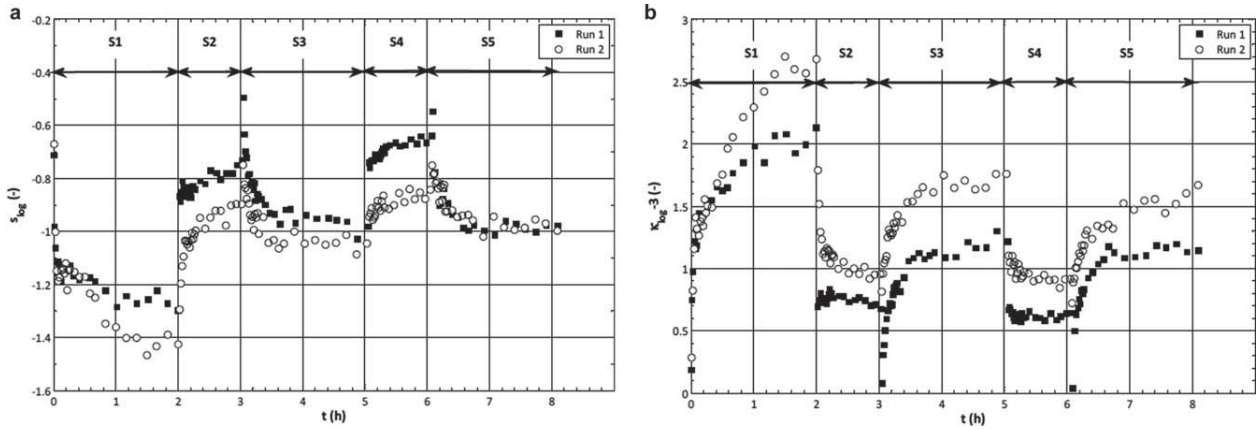 a
-0.2
S1
S2
S3
S4
S5
Run 1
Run 2
-0.4
-0.6
-0.8
-1
-1.2
-1.4
-1.6
s_log (-)
0 1 2 3 4 5 6 7 8
t (h)
b
3
S1
S2
S3
S4
S5
Run 1
Run 2
2.5
2
1.5
1
0.5
0
κ_log-3 (-)
0 1 2 3 4 5 6 7 8
t (h)